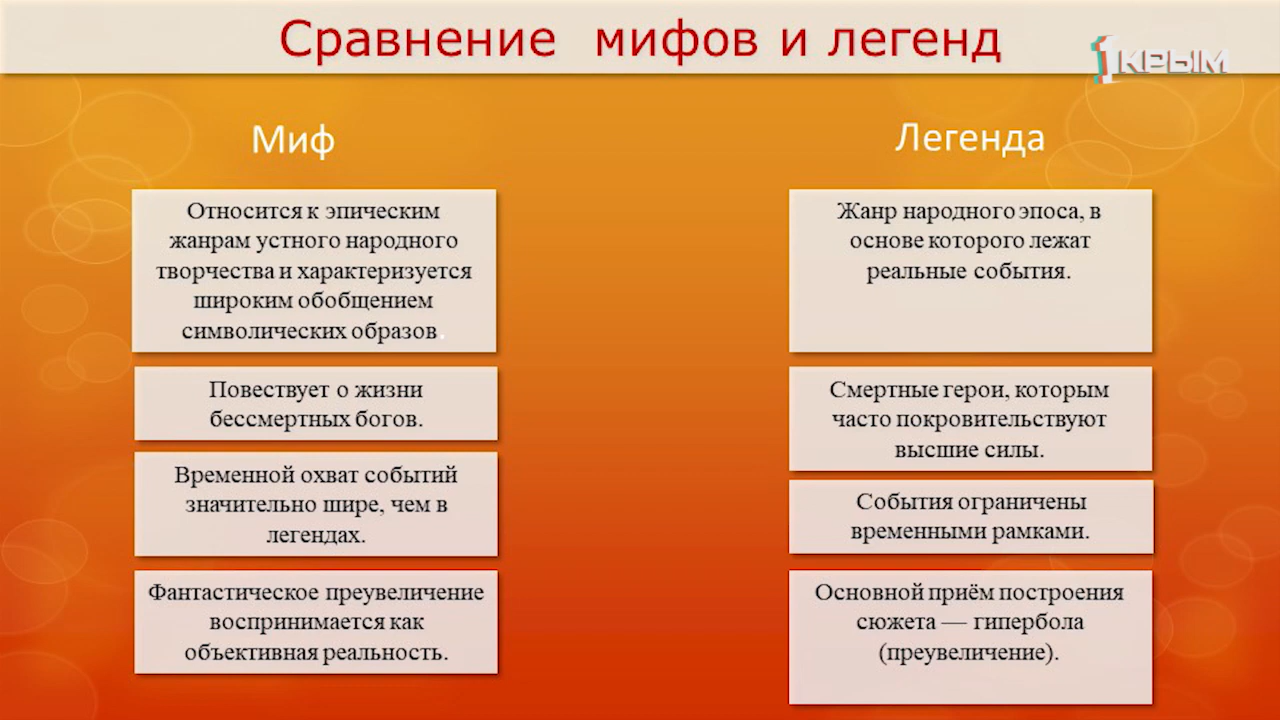 Сравнение мифов и легенд
1КРЫМ
Миф
Легенда
Относится к эпическим
жанрам устного народного
творчества и характеризуется
широким обобщением
символических образов.
Жанр народного эпоса, в
основе которого лежат
реальные события.
Повествует о жизни
бессмертных богов.
Смертные герои, которым
часто покровительствуют
высшие силы.
Временной охват событий
значительно шире, чем в
легендах.
События ограничены
временными рамками.
Фантастическое преувеличение
воспринимается как
объективная реальность.
Основной приём построения
сюжета — гипербола
(преувеличение).